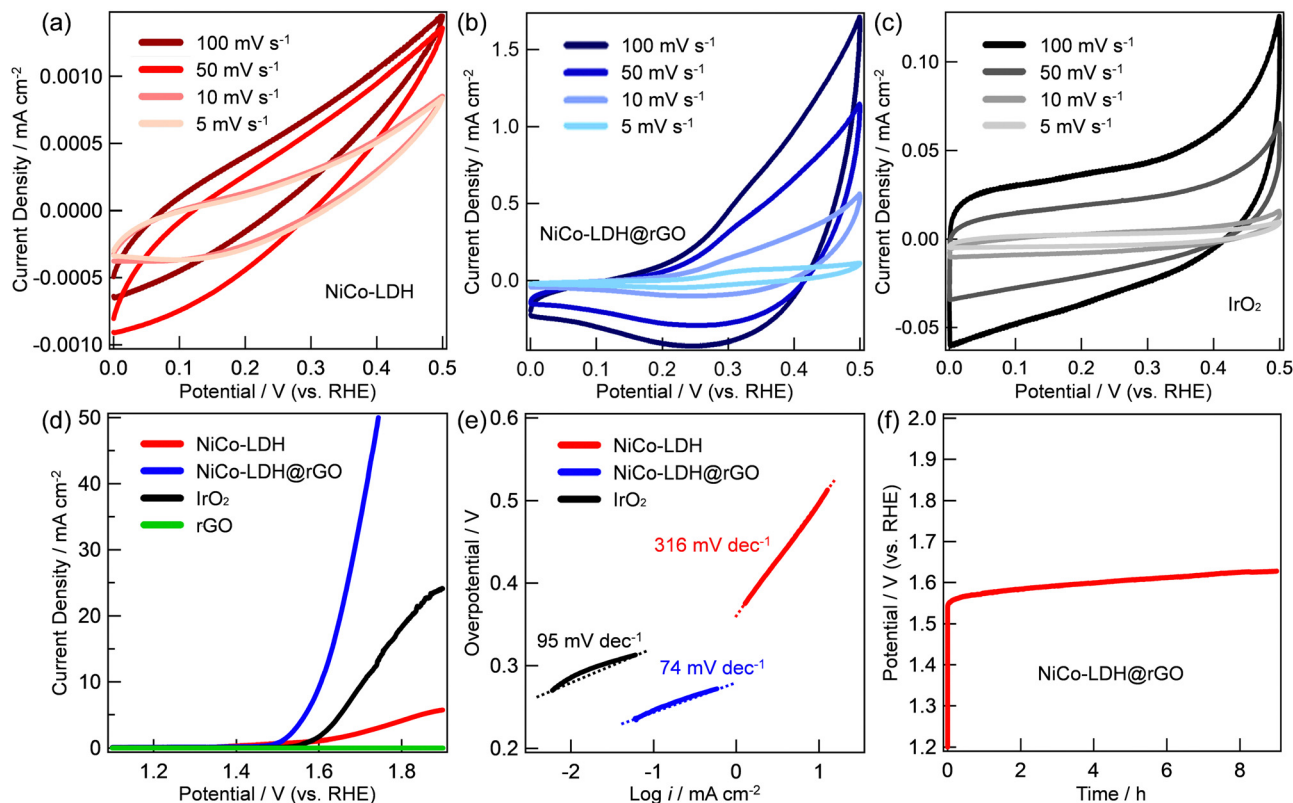 (a)
100 mV s⁻¹
50 mV s⁻¹
10 mV s⁻¹
5 mV s⁻¹
0.0010
0.0005
0.0000
-0.0005
-0.0010
Current Density / mA cm⁻²
NiCo-LDH
0.0 0.1 0.2 0.3 0.4 0.5
Potential / V (vs. RHE)
(b)
100 mV s⁻¹
50 mV s⁻¹
10 mV s⁻¹
5 mV s⁻¹
1.5
1.0
0.5
0.0
Current Density / mA cm⁻²
NiCo-LDH@rGO
0.0 0.1 0.2 0.3 0.4 0.5
Potential / V (vs. RHE)
(c)
100 mV s⁻¹
50 mV s⁻¹
10 mV s⁻¹
5 mV s⁻¹
0.10
0.05
0.00
-0.05
Current Density / mA cm⁻²
IrO₂
0.0 0.1 0.2 0.3 0.4 0.5
Potential / V (vs. RHE)
(d)
NiCo-LDH
NiCo-LDH@rGO
IrO₂
rGO
50
40
30
20
10
0
Current Density / mA cm⁻²
1.2 1.4 1.6 1.8
Potential / V (vs. RHE)
(e)
NiCo-LDH
NiCo-LDH@rGO
IrO₂
0.6
0.5
0.4
0.3
0.2
Overpotential / V
316 mV dec⁻¹
95 mV dec⁻¹
74 mV dec⁻¹
-2 -1 0 1
Log i / mA cm⁻²
(f)
2.0
1.9
1.8
1.7
1.6
1.5
1.4
1.3
1.2
Potential / V (vs. RHE)
NiCo-LDH@rGO
0 2 4 6 8
Time / h